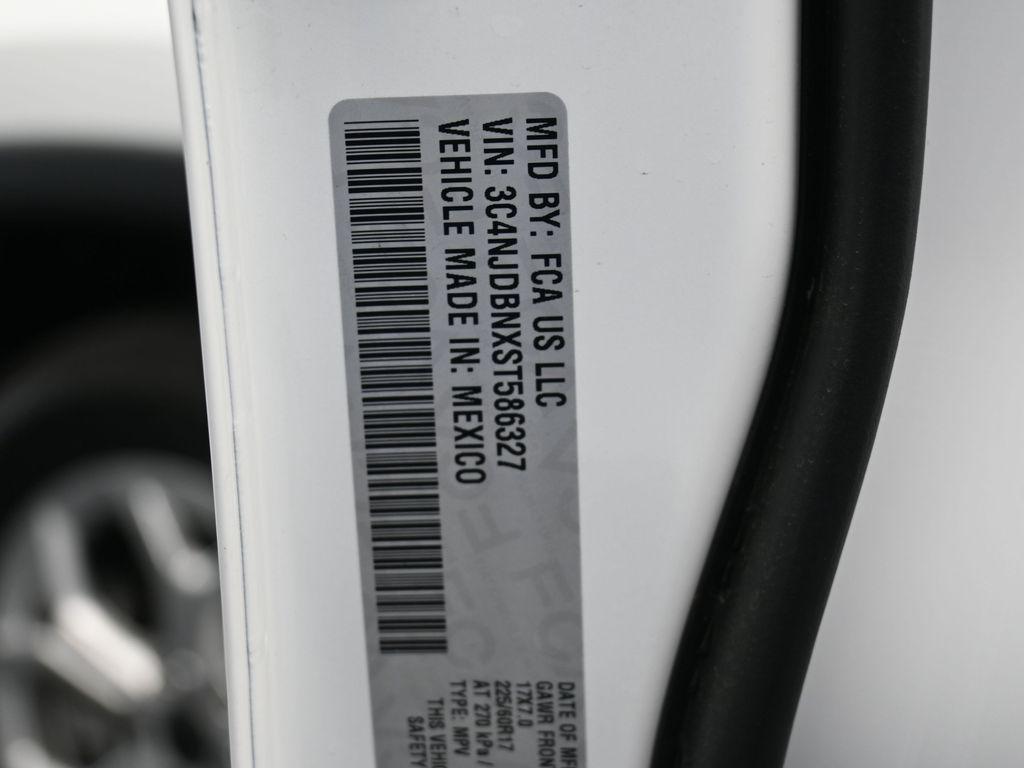 MFD BY: FCA US LLC
VIN: 3C4NJDBNXST586327
VEHICLE MADE IN: MEXICO
DATE OF MF
GAWR FRON
17X7.0
225/60R17
AT 270 kPa /
TYPE: MPV
THIS VEHIC
SAFETY